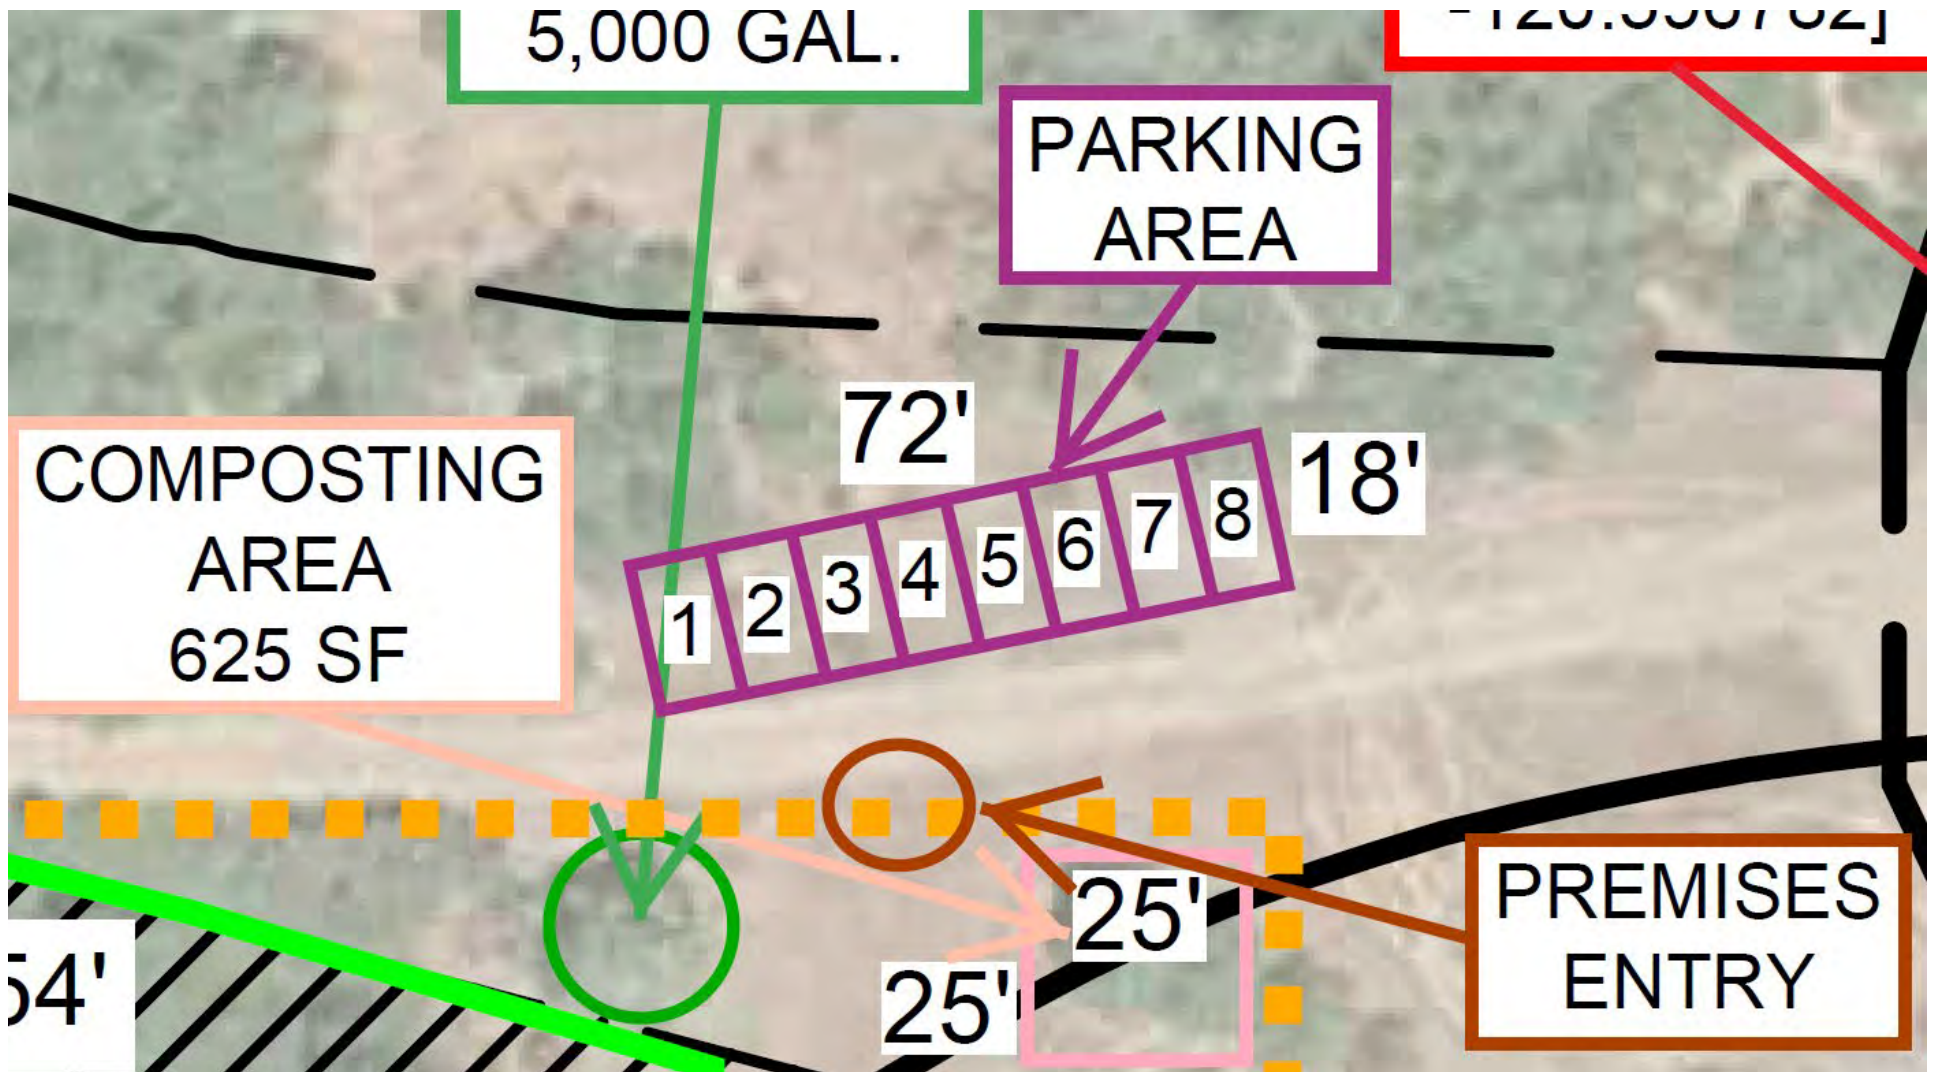 5,000 GAL.
PARKING
AREA
72'
18'
COMPOSTING
AREA
625 SF
1
2
3
4
5
6
7
8
25'
25'
PREMISES
ENTRY